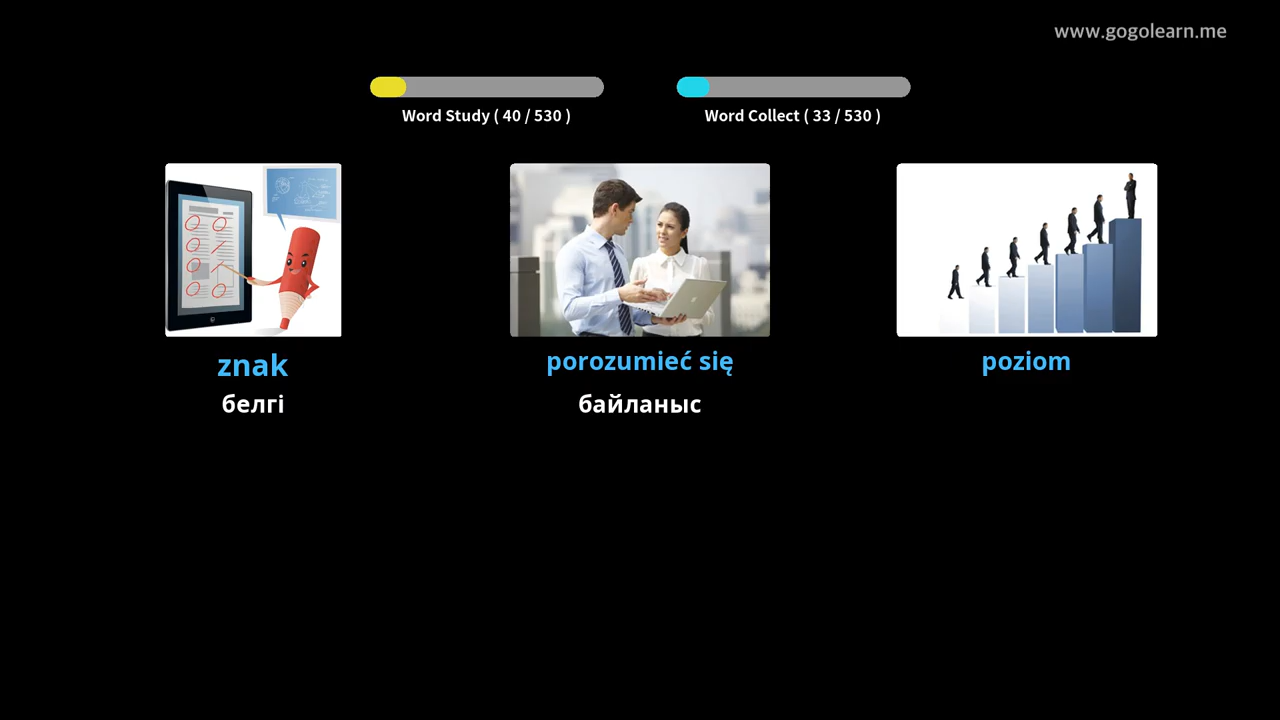 www.gogolearn.me
Word Study ( 40 / 530 )
Word Collect ( 33 / 530 )
znak
porozumieć się
poziom
белгі
байланыс